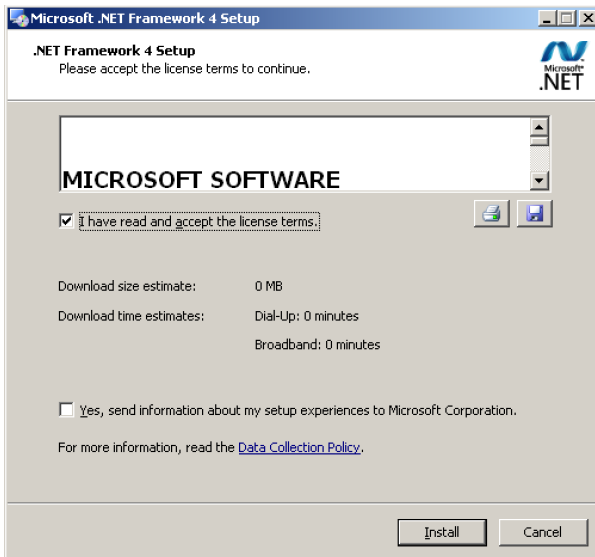 Microsoft .NET Framework 4 Setup
.NET Framework 4 Setup
Please accept the license terms to continue.
Microsoft®
.NET
MICROSOFT SOFTWARE
I have read and accept the license terms.
Download size estimate: 0 MB
Download time estimates: Dial-Up: 0 minutes
Broadband: 0 minutes
Yes, send information about my setup experiences to Microsoft Corporation.
For more information, read the Data Collection Policy.
Install Cancel